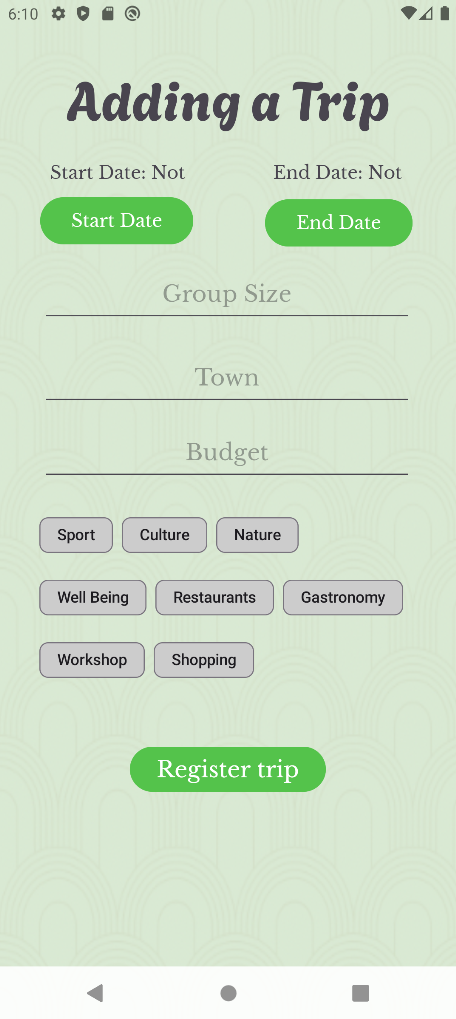 6:10
Adding a Trip
Start Date: Not
End Date: Not
Start Date
End Date
Group Size
Town
Budget
Sport Culture Nature
Well Being Restaurants Gastronomy
Workshop Shopping
Register trip